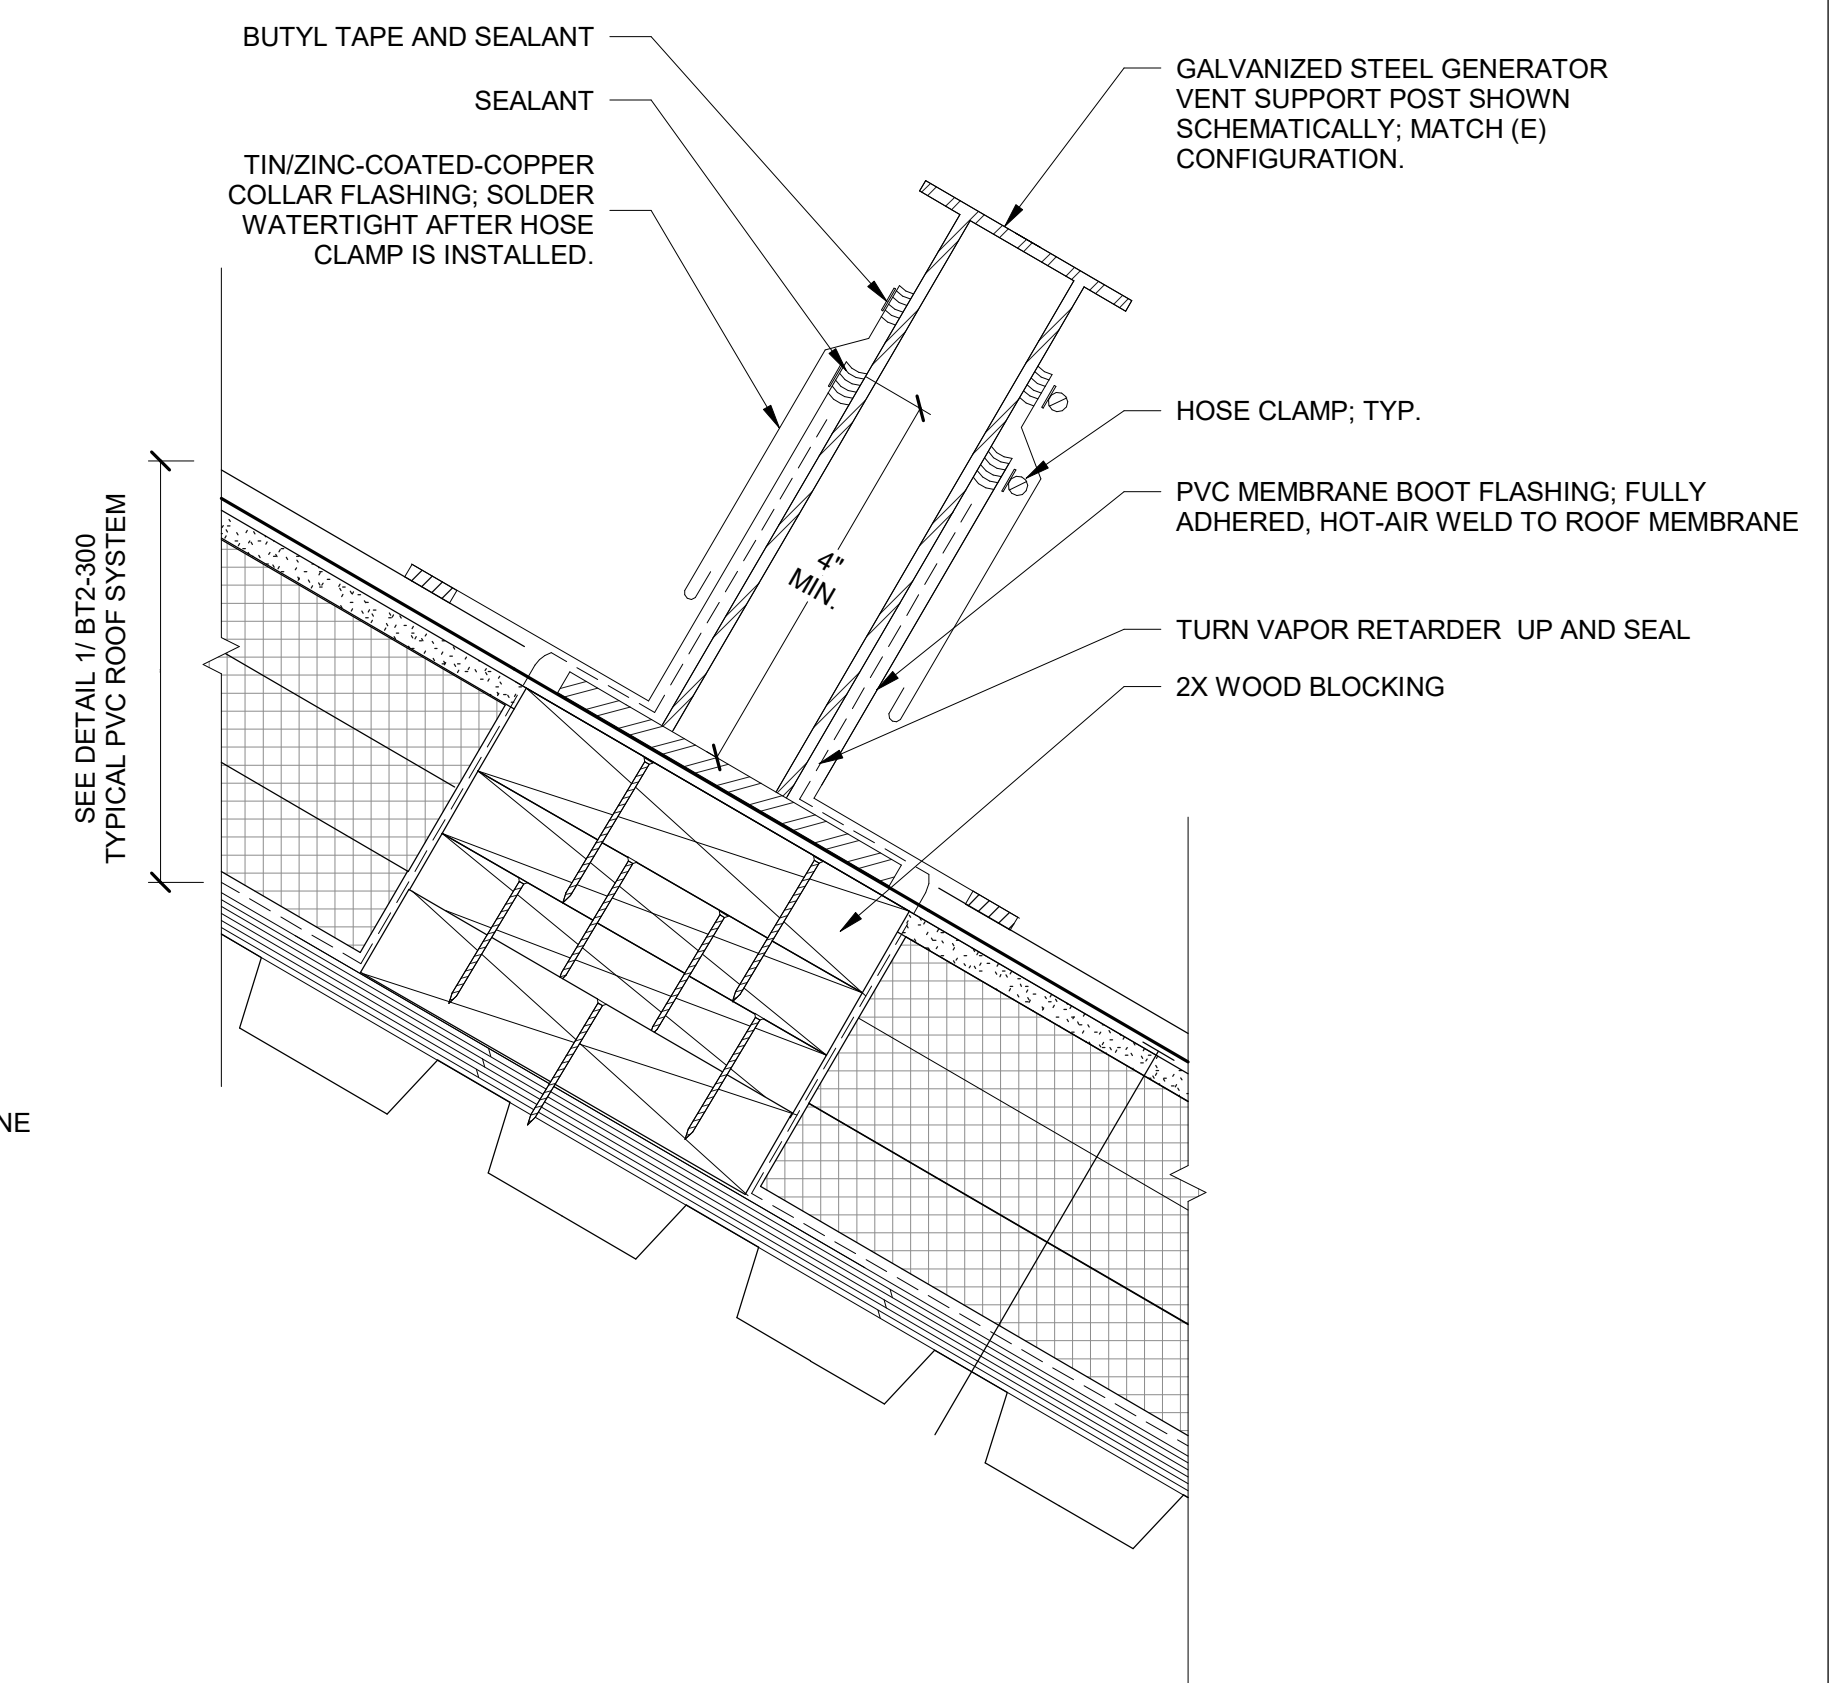 BUTYL TAPE AND SEALANT
SEALANT
TIN/ZINC-COATED-COPPER
COLLAR FLASHING; SOLDER
WATERTIGHT AFTER HOSE
CLAMP IS INSTALLED.
GALVANIZED STEEL GENERATOR
VENT SUPPORT POST SHOWN
SCHEMATICALLY; MATCH (E)
CONFIGURATION.
HOSE CLAMP; TYP.
PVC MEMBRANE BOOT FLASHING; FULLY
ADHERED, HOT-AIR WELD TO ROOF MEMBRANE
TURN VAPOR RETARDER UP AND SEAL
2X WOOD BLOCKING
4"
MIN.
SEE DETAIL 1/ BT2-300
TYPICAL PVC ROOF SYSTEM
NE